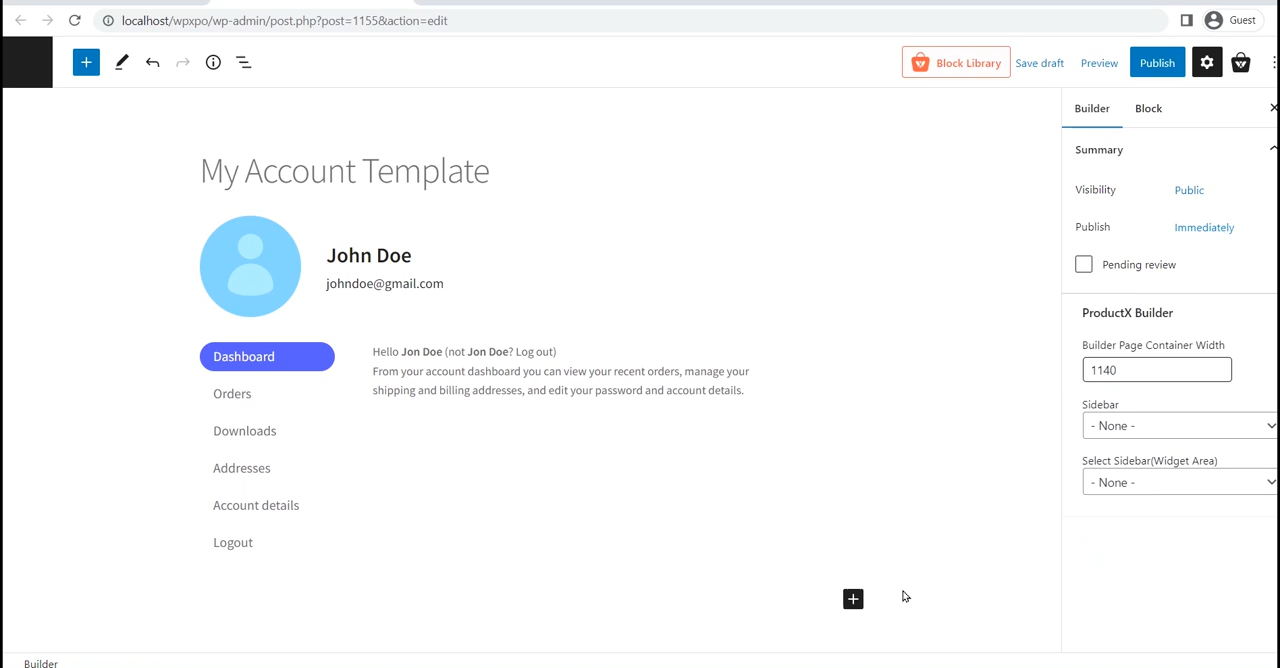 localhost/wpxpo/wp-admin/post.php?post=1155&action=edit
Guest
Block Library
Save draft
Preview
Publish
Builder
Block
Summary
Visibility
Public
Publish
Immediately
Pending review
ProductX Builder
Builder Page Container Width
1140
Sidebar
- None -
Select Sidebar(Widget Area)
- None -
My Account Template
John Doe
johndoe@gmail.com
Dashboard
Orders
Downloads
Addresses
Account details
Logout
Hello Jon Doe (not Jon Doe? Log out)
From your account dashboard you can view your recent orders, manage your
shipping and billing addresses, and edit your password and account details.
Builder